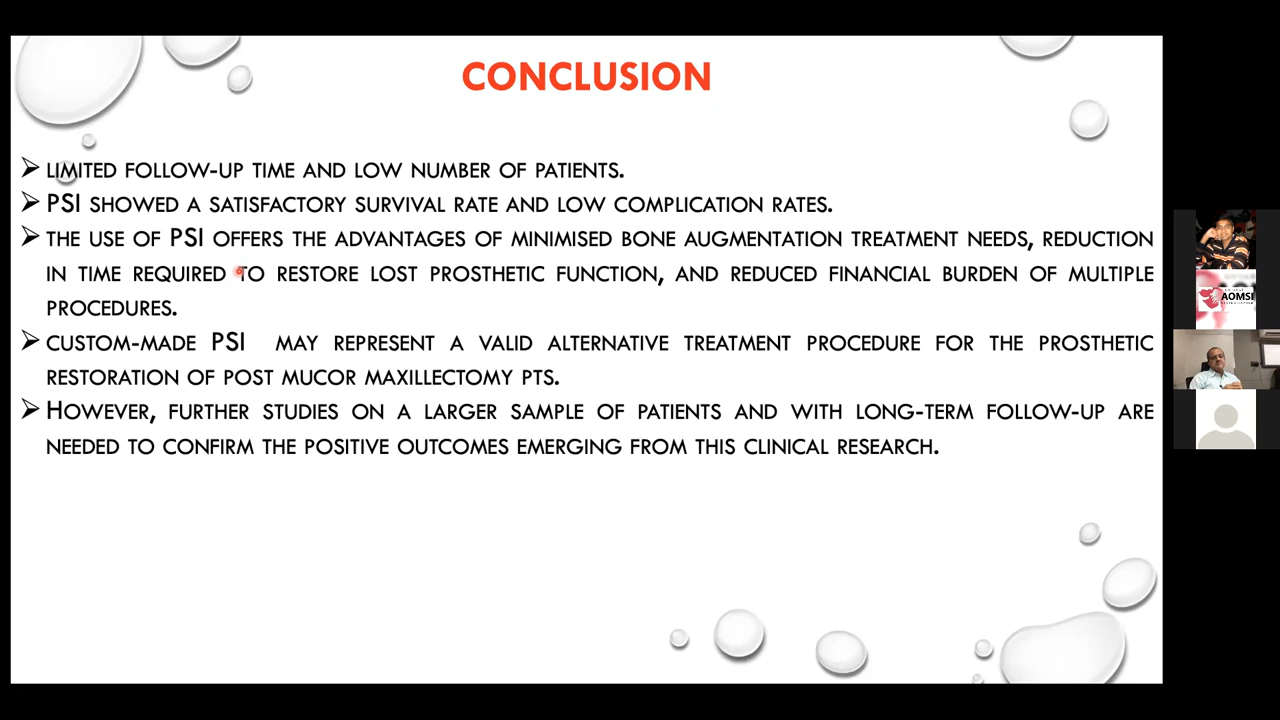 CONCLUSION
LIMITED FOLLOW-UP TIME AND LOW NUMBER OF PATIENTS.
PSI SHOWED A SATISFACTORY SURVIVAL RATE AND LOW COMPLICATION RATES.
THE USE OF PSI OFFERS THE ADVANTAGES OF MINIMISED BONE AUGMENTATION TREATMENT NEEDS, REDUCTION
IN TIME REQUIRED TO RESTORE LOST PROSTHETIC FUNCTION, AND REDUCED FINANCIAL BURDEN OF MULTIPLE
PROCEDURES.
CUSTOM-MADE PSI MAY REPRESENT A VALID ALTERNATIVE TREATMENT PROCEDURE FOR THE PROSTHETIC
RESTORATION OF POST MUCOR MAXILLECTOMY PTS.
HOWEVER, FURTHER STUDIES ON A LARGER SAMPLE OF PATIENTS AND WITH LONG-TERM FOLLOW-UP ARE
NEEDED TO CONFIRM THE POSITIVE OUTCOMES EMERGING FROM THIS CLINICAL RESEARCH.
AOMSI